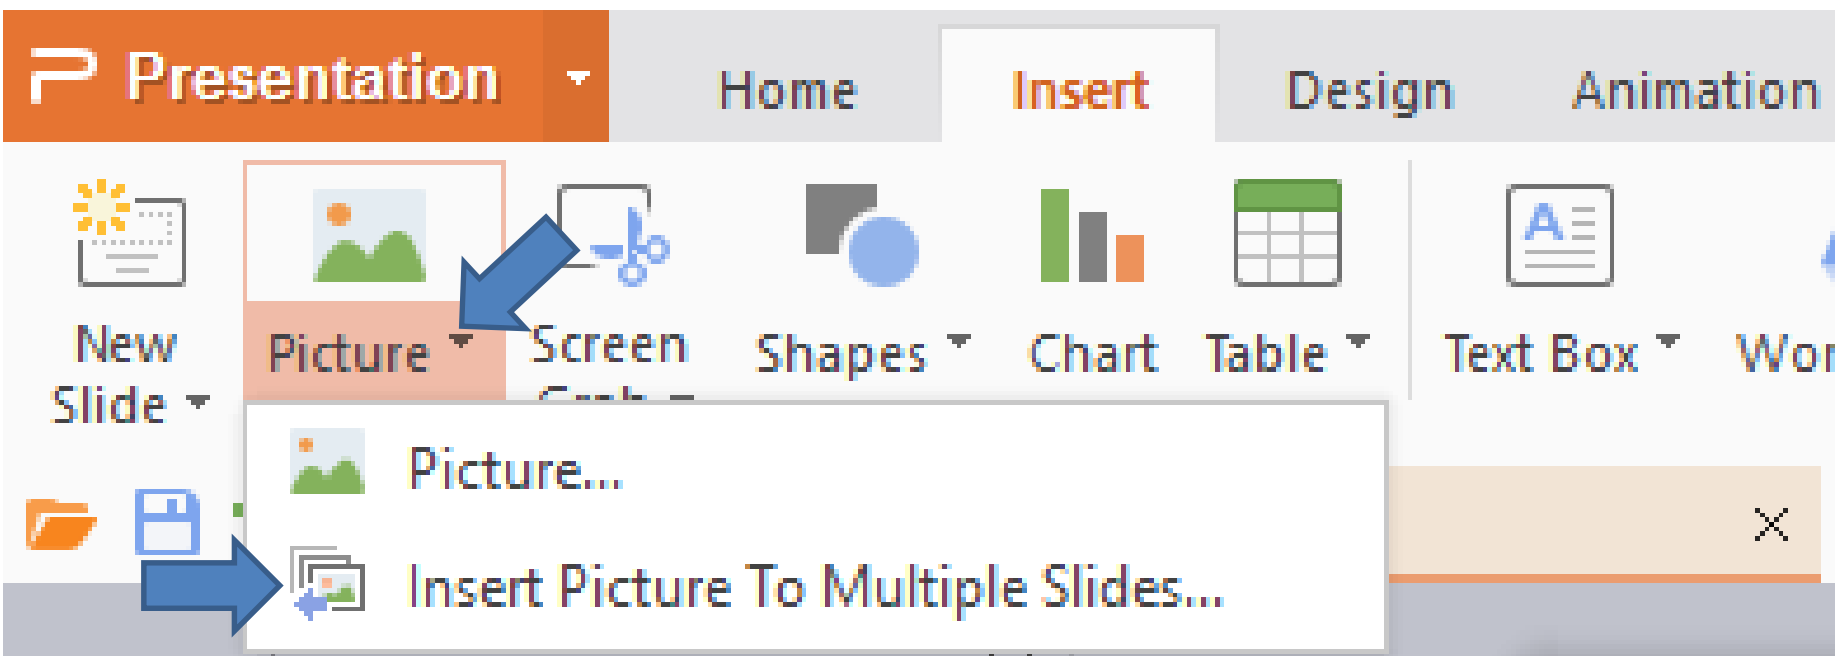 Presentation
Home Insert Design Animation
New Slide
Picture
Screen
Shapes
Chart
Table
Text Box
Picture...
Insert Picture To Multiple Slides...